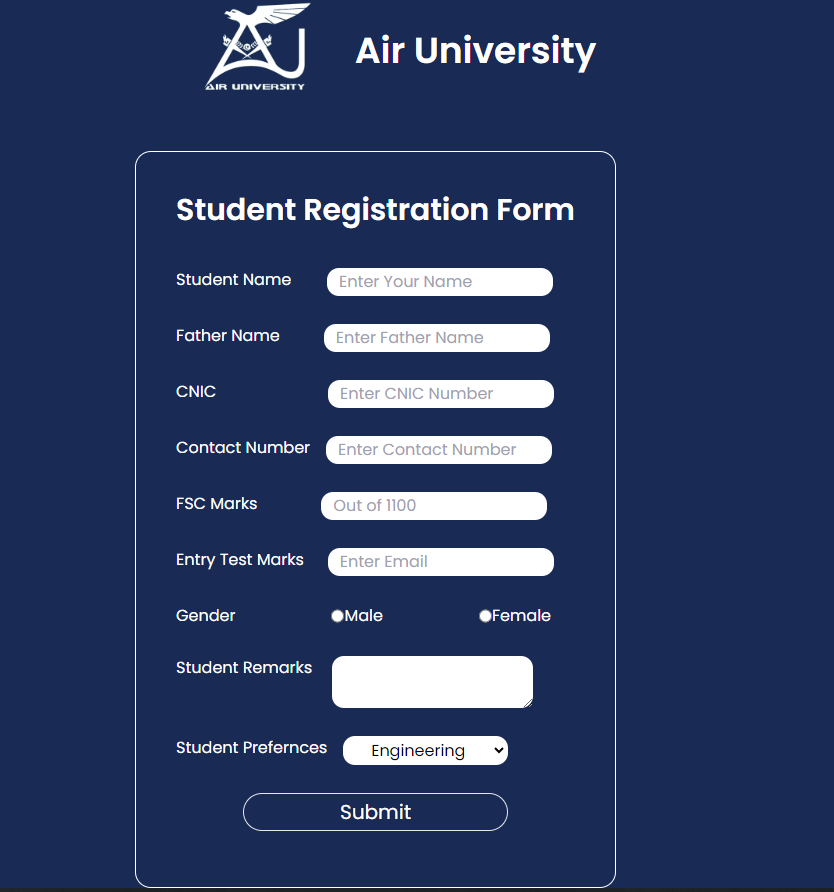 AIR UNIVERSITY
Air University
Student Registration Form
Student Name Enter Your Name
Father Name Enter Father Name
CNIC Enter CNIC Number
Contact Number Enter Contact Number
FSC Marks Out of 1100
Entry Test Marks Enter Email
Gender Male Female
Student Remarks
Student Prefernces Engineering
Submit